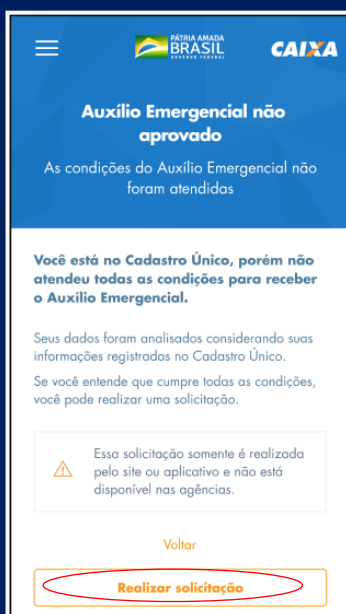 PÁTRIA AMADA
BRASIL
GOVERNO FEDERAL
CAIXA
Auxílio Emergencial não
aprovado
As condições do Auxílio Emergencial não
foram atendidas
Você está no Cadastro Único, porém não
atendeu todas as condições para receber
o Auxílio Emergencial.
Seus dados foram analisados considerando suas
informações registradas no Cadastro Único.
Se você entende que cumpre todas as condições,
você pode realizar uma solicitação.
Essa solicitação somente é realizada
pelo site ou aplicativo e não está
disponível nas agências.
Voltar
Realizar solicitação